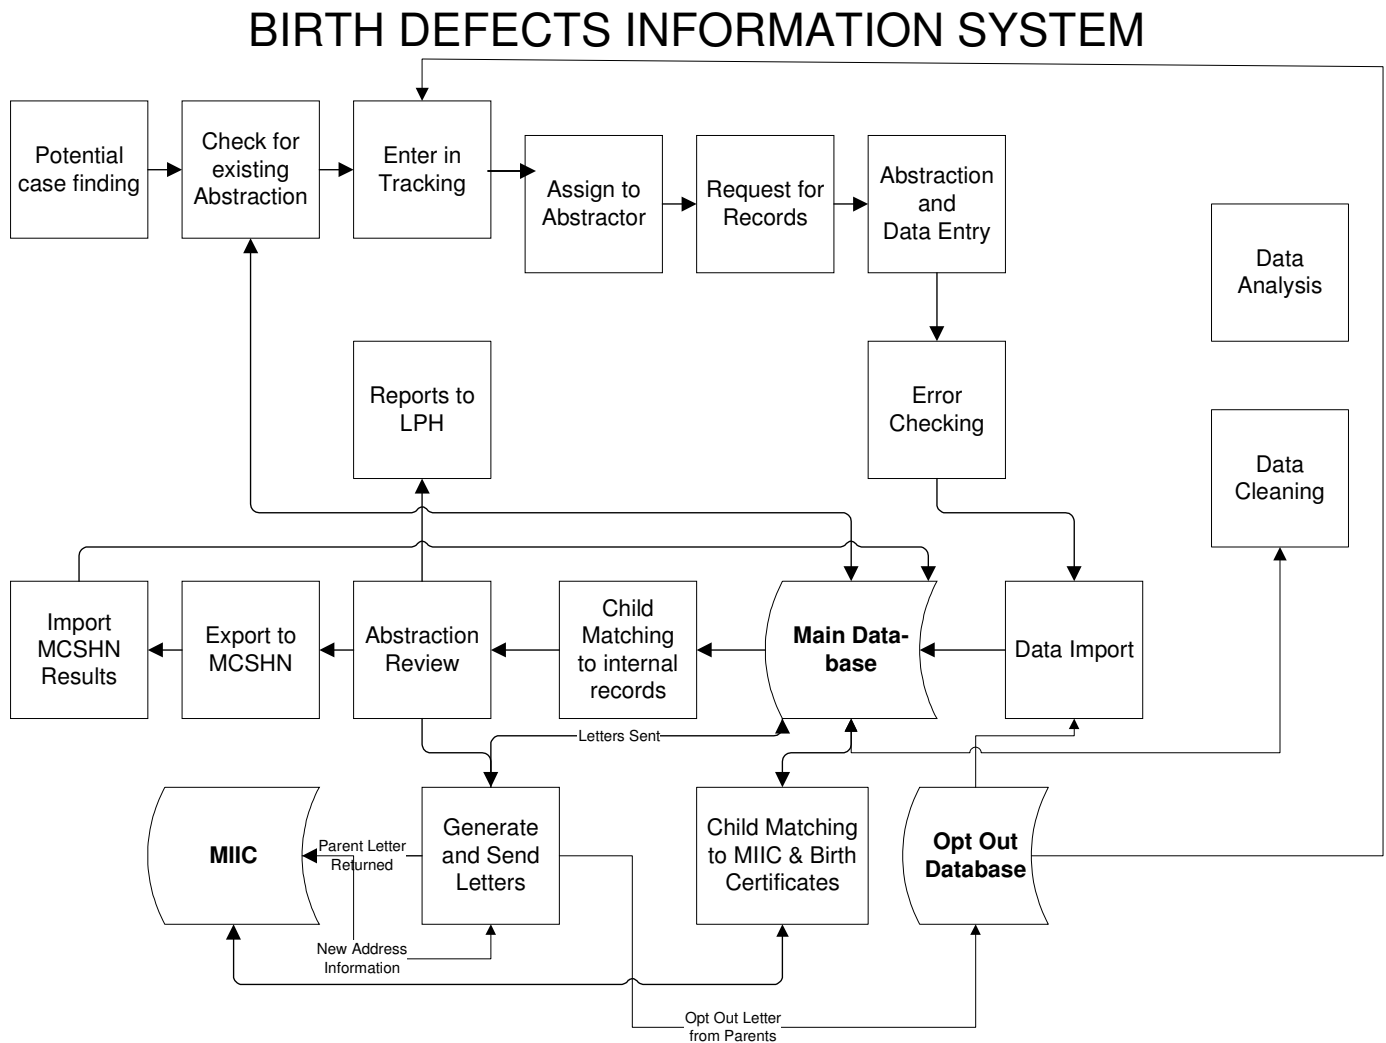 BIRTH DEFECTS INFORMATION SYSTEM
Potential
case finding
Check for
existing
Abstraction
Enter in
Tracking
Assign to
Abstractor
Request for
Records
Abstraction
and
Data Entry
Data
Analysis
Reports to
LPH
Error
Checking
Data
Cleaning
Import
MCSHN
Results
Export to
MCSHN
Abstraction
Review
Child
Matching
to internal
records
Main Data-
base
Data Import
Letters Sent
MIIC
Parent Letter
Returned
Generate
and Send
Letters
Child Matching
to MIIC & Birth
Certificates
Opt Out
Database
New Address
Information
Opt Out Letter
from Parents